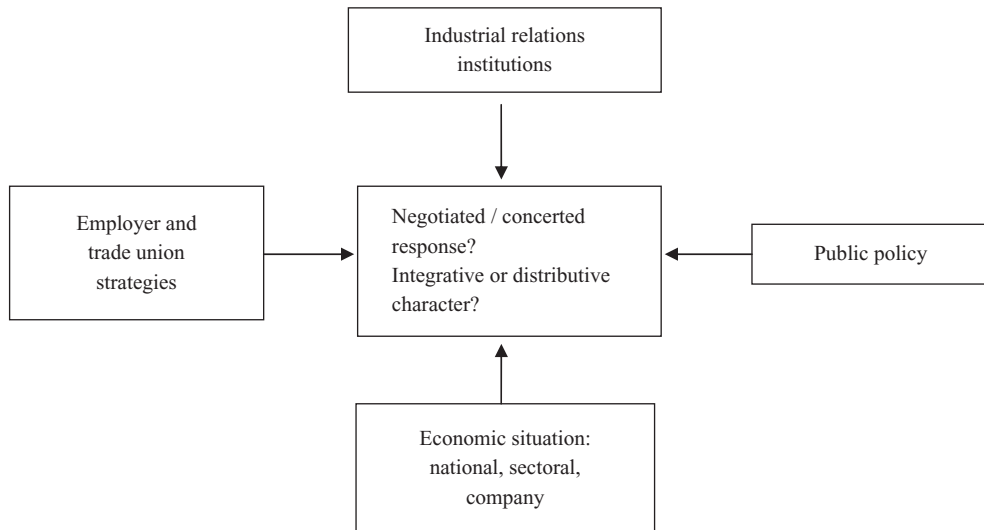 Industrial relations
institutions
Employer and
trade union
strategies
Negotiated / concerted
response?
Integrative or distributive
character?
Public policy
Economic situation:
national, sectoral,
company